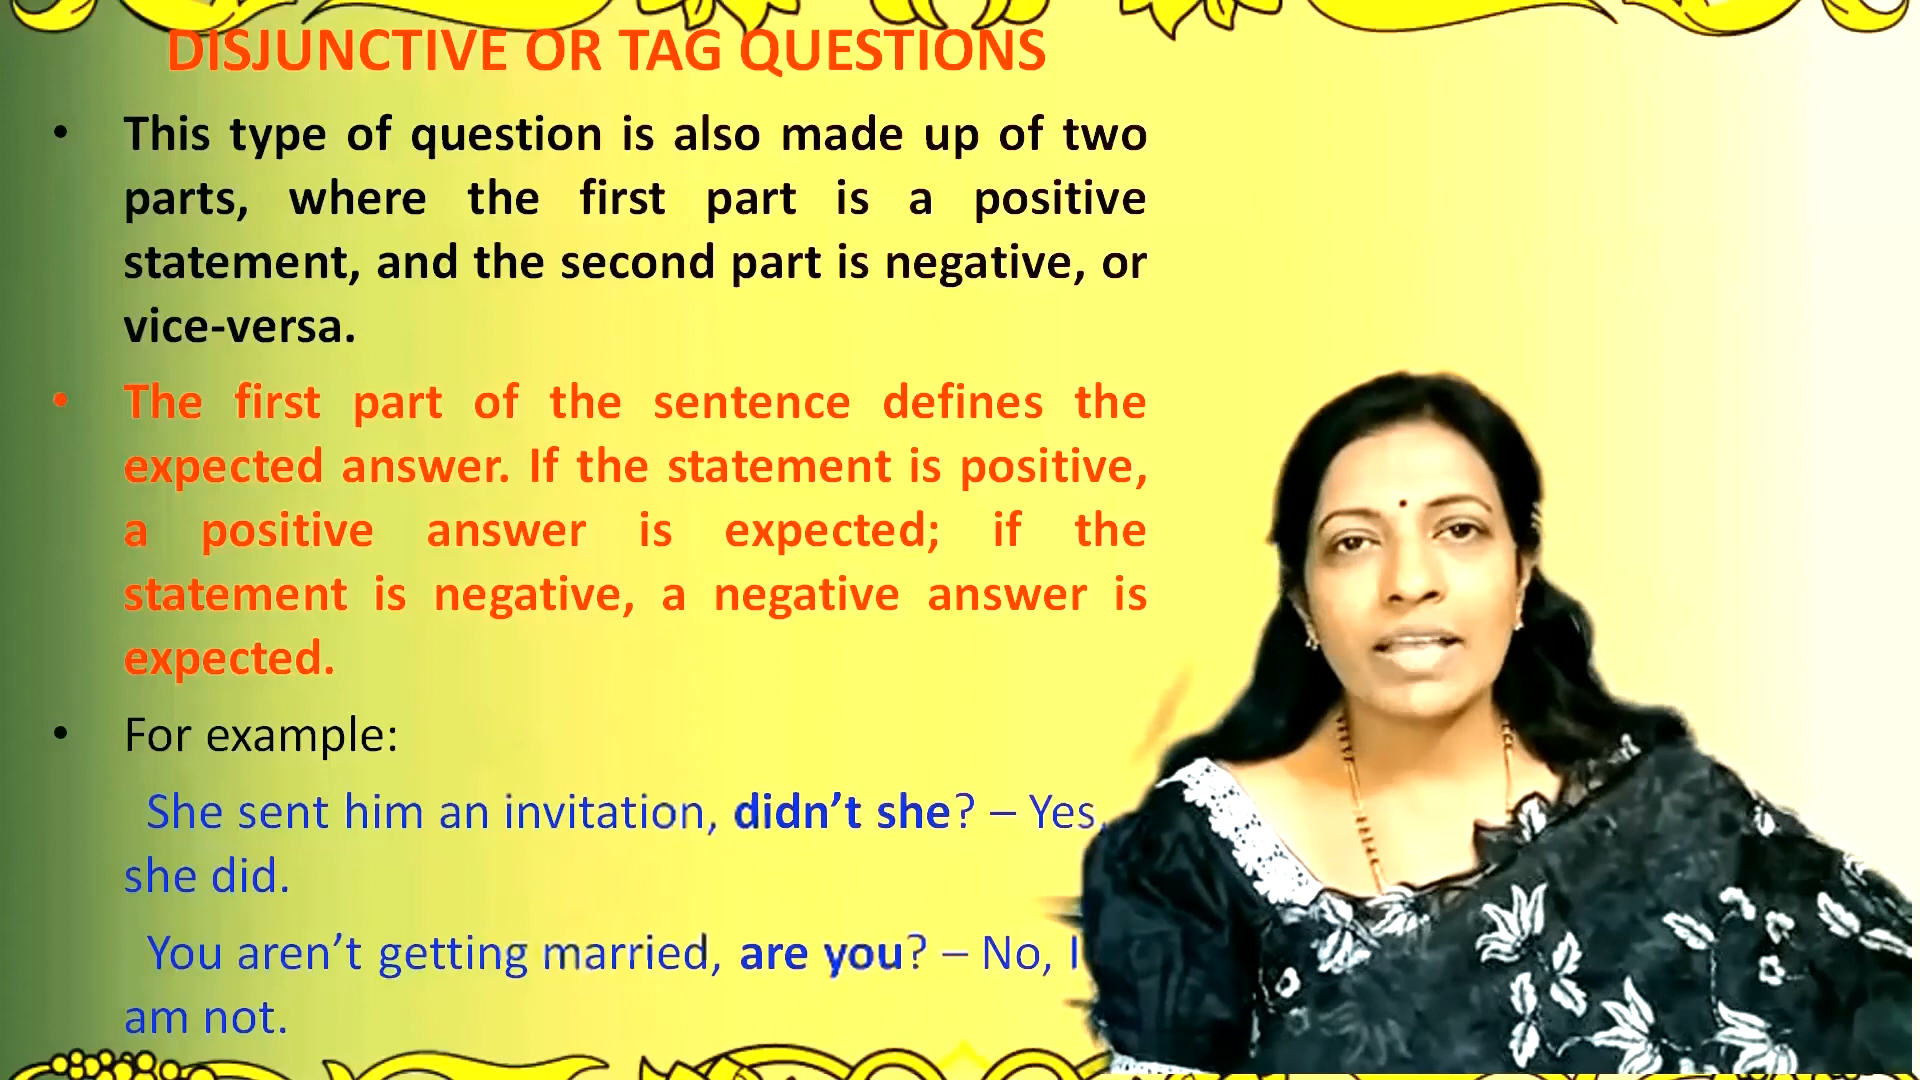 DISJUNCTIVE OR TAG QUESTIONS
• This type of question is also made up of two
parts, where the first part is a positive
statement, and the second part is negative, or
vice-versa.
• The first part of the sentence defines the
expected answer. If the statement is positive,
a positive answer is expected; if the
statement is negative, a negative answer is
expected.
• For example:
She sent him an invitation, didn't she? – Yes,
she did.
You aren't getting married, are you? – No, I
am not.